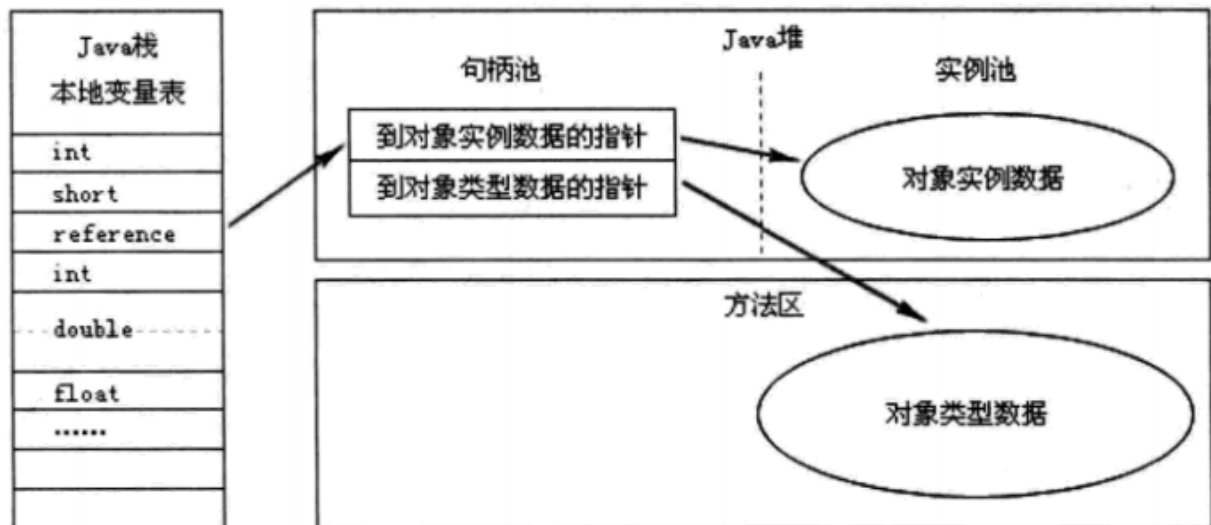 Java栈
本地变量表
int
short
reference
int
double
float
......
Java堆
句柄池
实例池
到对象实例数据的指针
到对象类型数据的指针
对象实例数据
方法区
对象类型数据